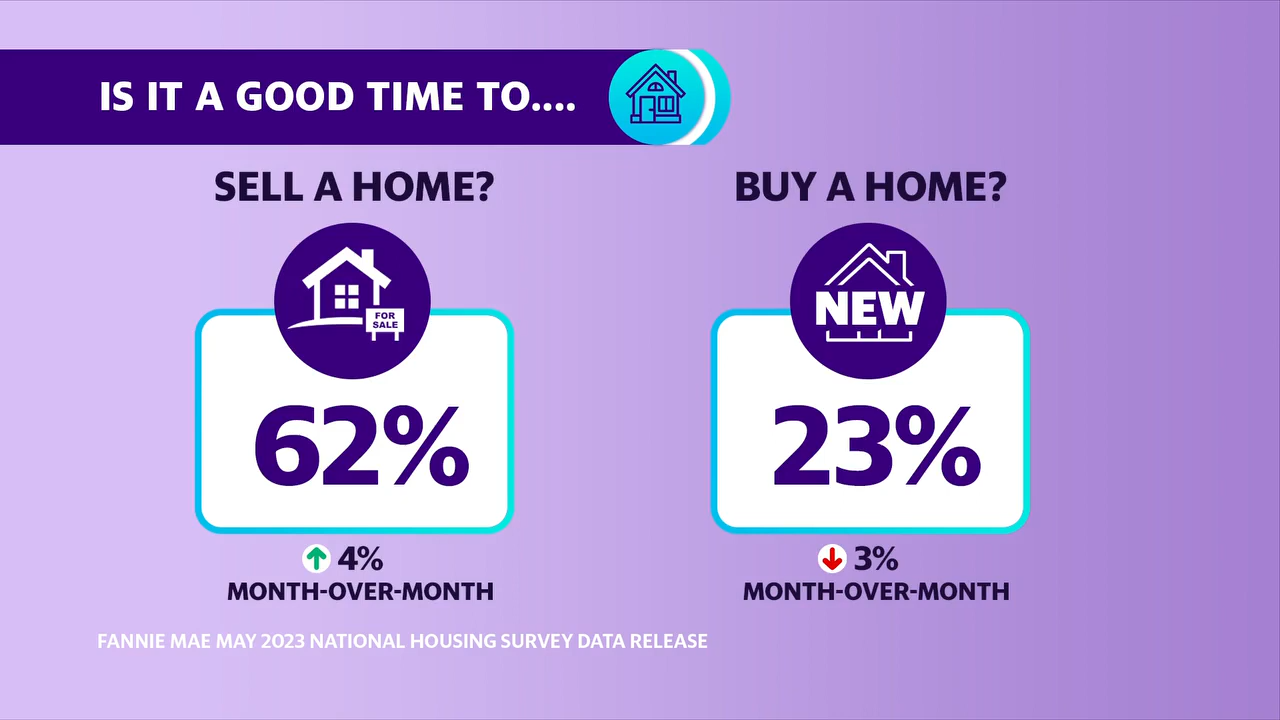 IS IT A GOOD TIME TO....
SELL A HOME?
FOR
SALE
62%
4%
MONTH-OVER-MONTH
BUY A HOME?
NEW
23%
3%
MONTH-OVER-MONTH
FANNIE MAE MAY 2023 NATIONAL HOUSING SURVEY DATA RELEASE